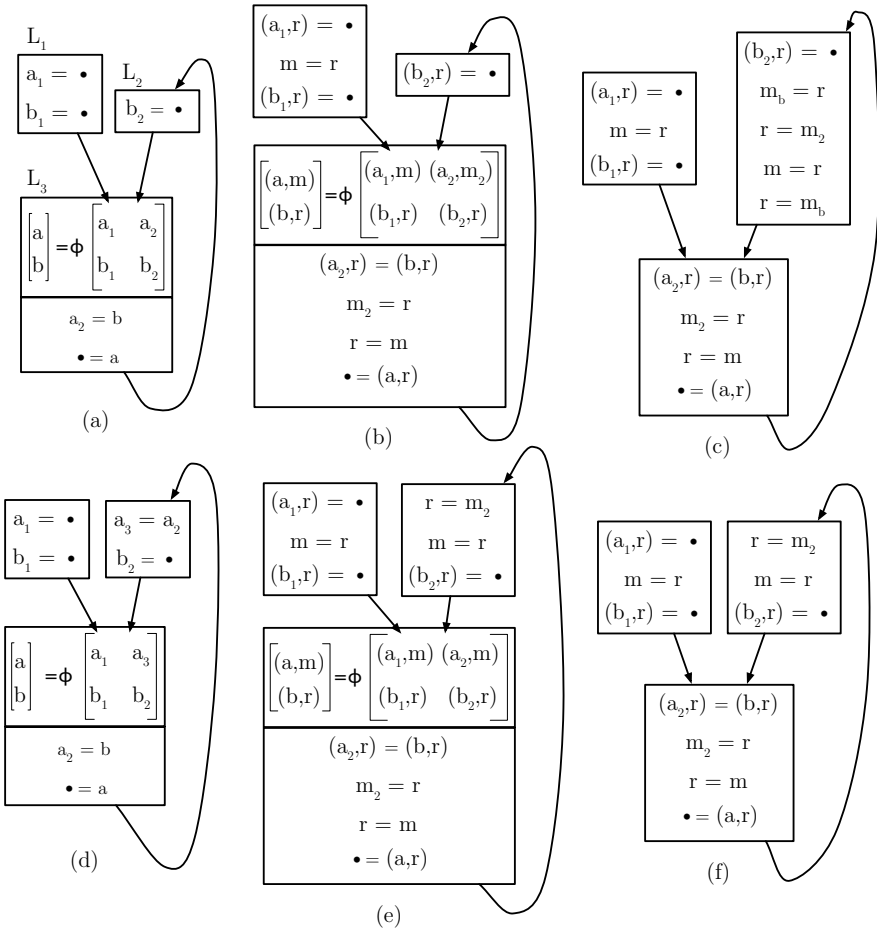 L₁
a₁ = •
b₁ = •
L₂
b₂ = •
L₃
[a b] =ϕ [a₁ a₂
b₁ b₂]
a₂ = b
• = a
(a)
(a₁,r) = •
m = r
(b₁,r) = •
(b₂,r) = •
[(a,m) (b,r)] =ϕ [(a₁,m) (a₂,m₂)
(b₁,r) (b₂,r)]
(a₂,r) = (b,r)
m₂ = r
r = m
• = (a,r)
(b)
(a₁,r) = •
m = r
(b₁,r) = •
(b₂,r) = •
m_b = r
r = m₂
m = r
r = m_b
(a₂,r) = (b,r)
m₂ = r
r = m
• = (a,r)
(c)
a₁ = •
b₁ = •
a₃ = a₂
b₂ = •
[a b] =ϕ [a₁ a₃
b₁ b₂]
a₂ = b
• = a
(d)
(a₁,r) = •
m = r
(b₁,r) = •
r = m₂
m = r
(b₂,r) = •
[(a,m) (b,r)] =ϕ [(a₁,m) (a₂,m)
(b₁,r) (b₂,r)]
(a₂,r) = (b,r)
m₂ = r
r = m
• = (a,r)
(e)
(a₁,r) = •
m = r
(b₁,r) = •
r = m₂
m = r
(b₂,r) = •
(a₂,r) = (b,r)
m₂ = r
r = m
• = (a,r)
(f)